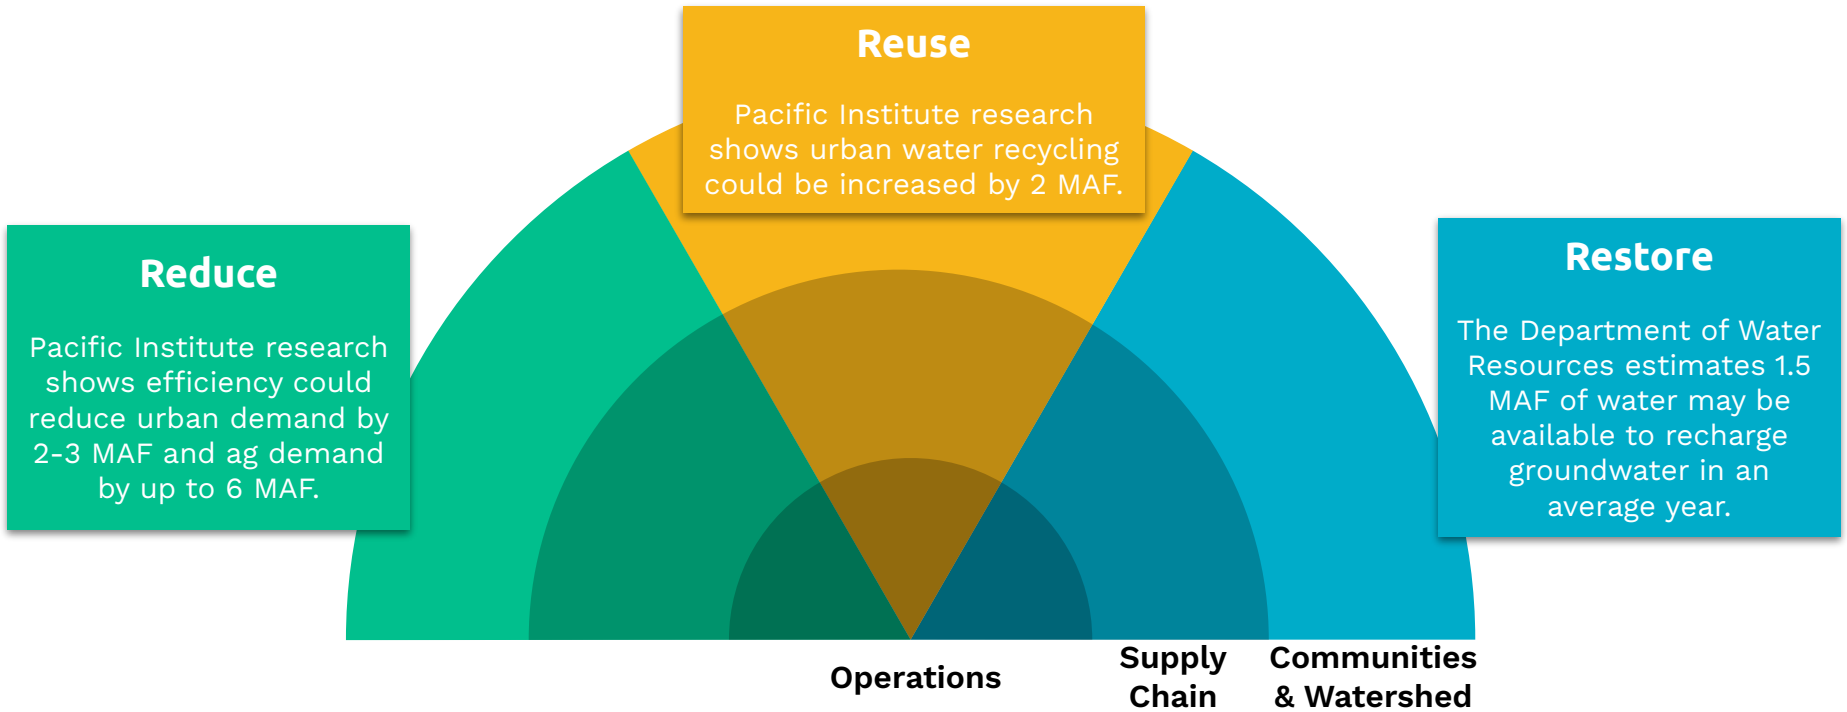 Reuse
Pacific Institute research
shows urban water recycling
could be increased by 2 MAF.
Reduce
Pacific Institute research
shows efficiency could
reduce urban demand by
2-3 MAF and ag demand
by up to 6 MAF.
Restore
The Department of Water
Resources estimates 1.5
MAF of water may be
available to recharge
groundwater in an
average year.
Operations
Supply
Chain
Communities
& Watershed